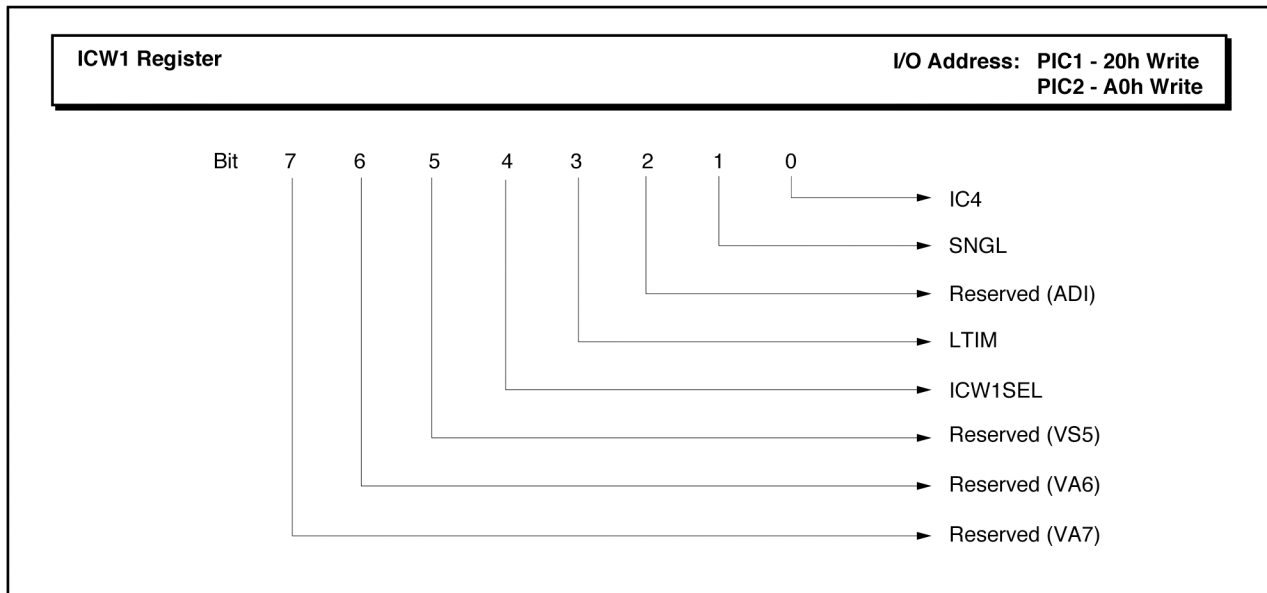 ICW1 Register
I/O Address: PIC1 - 20h Write
PIC2 - A0h Write
Bit 7 6 5 4 3 2 1 0
IC4
SNGL
Reserved (ADI)
LTIM
ICW1SEL
Reserved (VS5)
Reserved (VA6)
Reserved (VA7)